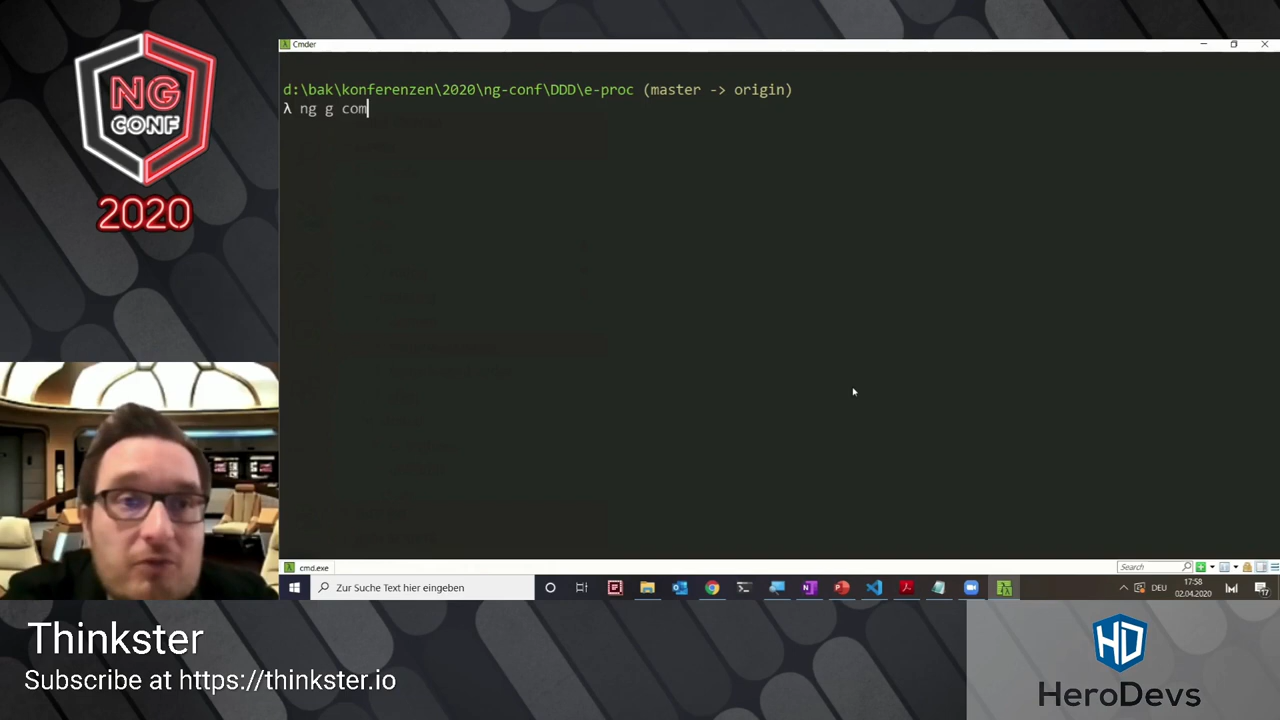 NG
CONF
2020
Cmder
d:\bak\konferenzen\2020\ng-conf\DDD\e-proc (master -> origin)
λ ng g com
cmd.exe
Search
Zur Suche Text hier eingeben
DEU
17:58
02.04.2020
17
Thinkster
Subscribe at https://thinkster.io
HD
HeroDevs